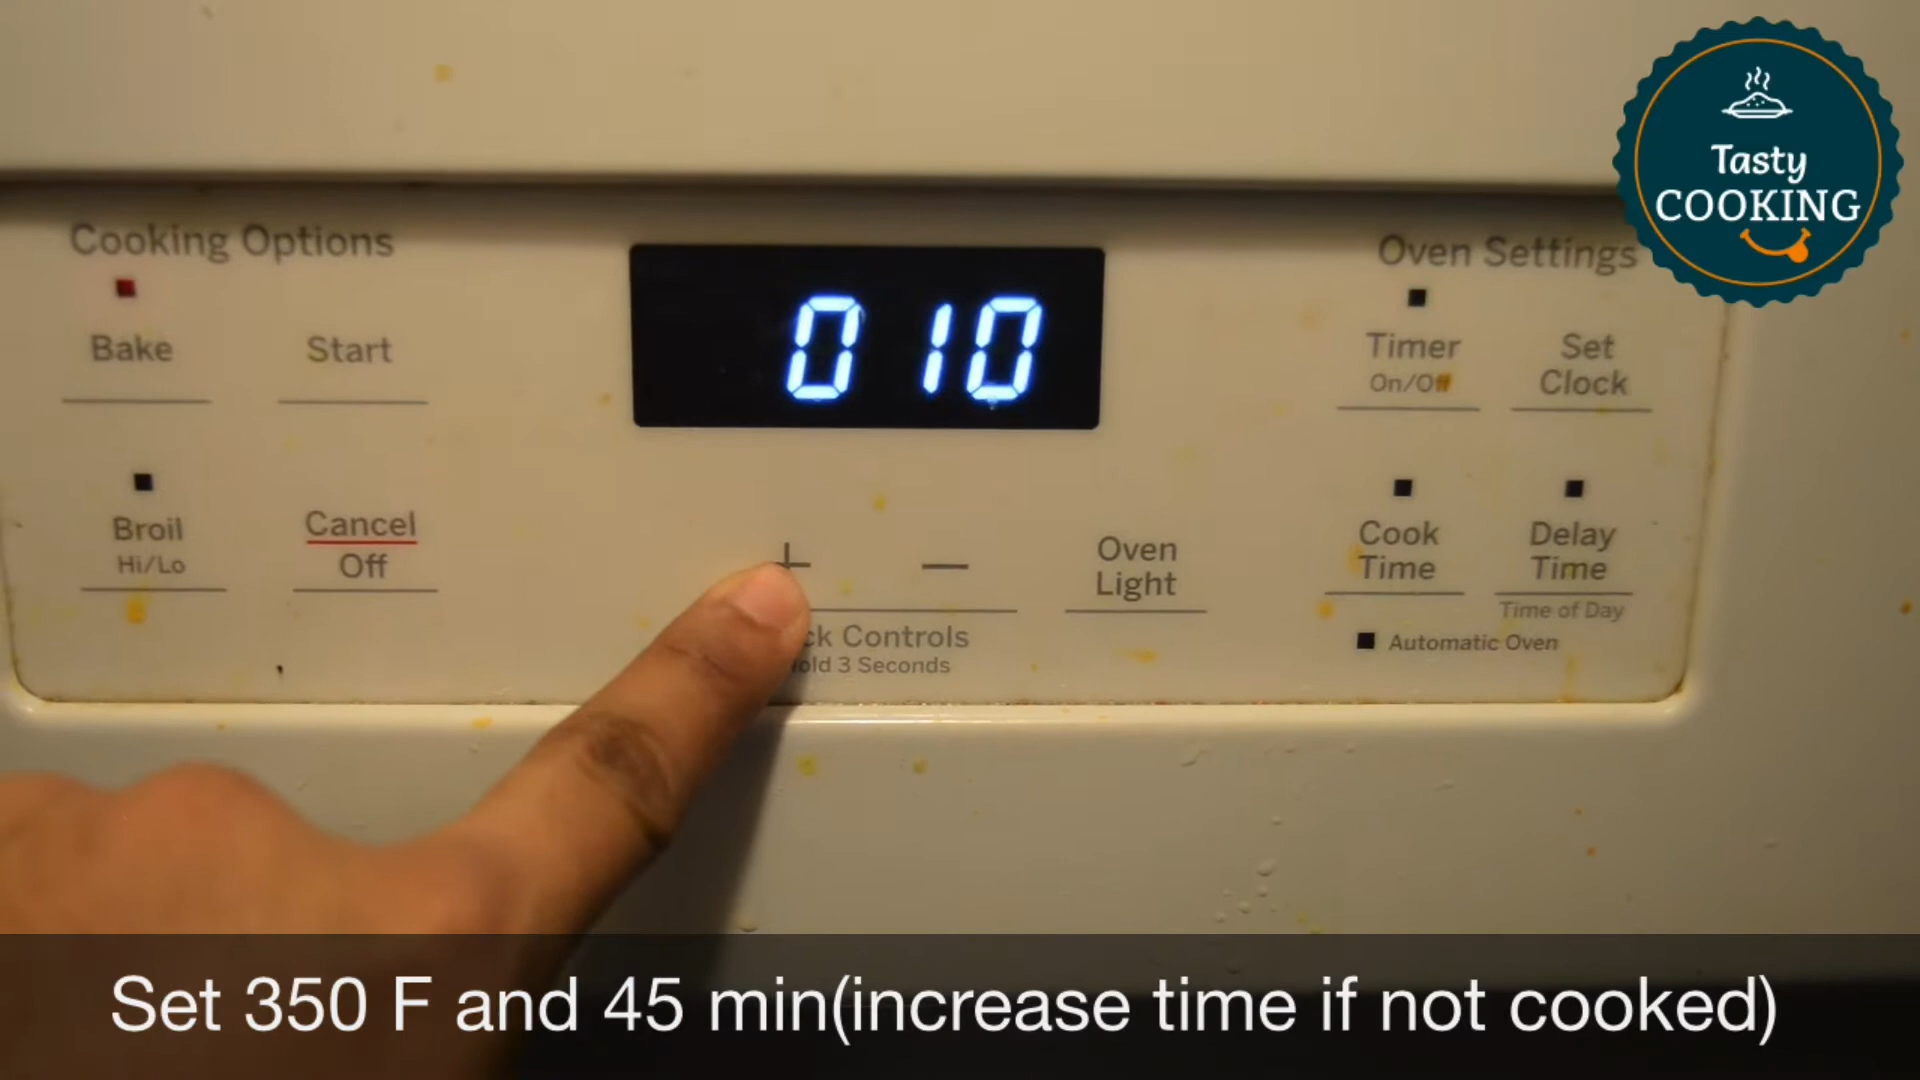 Tasty
COOKING
Cooking Options
Oven Settings
010
Bake
Start
Timer
On/Off
Set
Clock
Broil
Hi/Lo
Cancel
Off
+
—
Oven
Light
Cook
Time
Delay
Time
Time of Day
Automatic Oven
Controls
3 Seconds
Set 350 F and 45 min(increase time if not cooked)